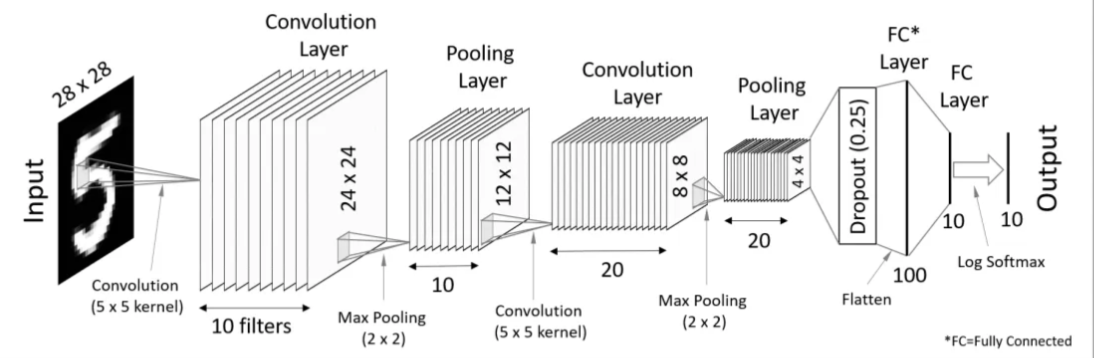 Input
28 x 28
Convolution
(5 x 5 kernel)
Convolution
Layer
24 x 24
10 filters
Max Pooling
(2 x 2)
Pooling
Layer
12 x 12
10
Convolution
(5 x 5 kernel)
Convolution
Layer
8 x 8
20
Max Pooling
(2 x 2)
Pooling
Layer
4 x 4
20
Dropout (0.25)
Flatten
FC*
Layer
100
FC
Layer
10
Log Softmax
10
Output
*FC=Fully Connected
5